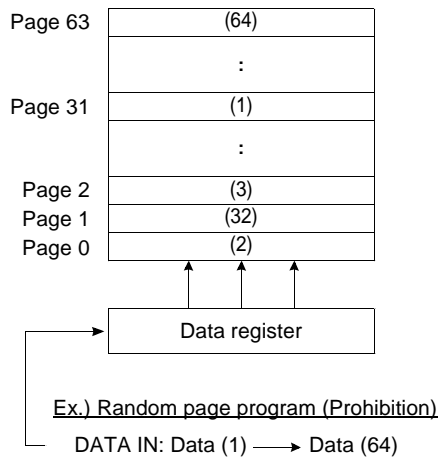 Page 63 (64)
:
Page 31 (1)
:
Page 2 (3)
Page 1 (32)
Page 0 (2)
Data register
Ex.) Random page program (Prohibition)
DATA IN: Data (1) → Data (64)